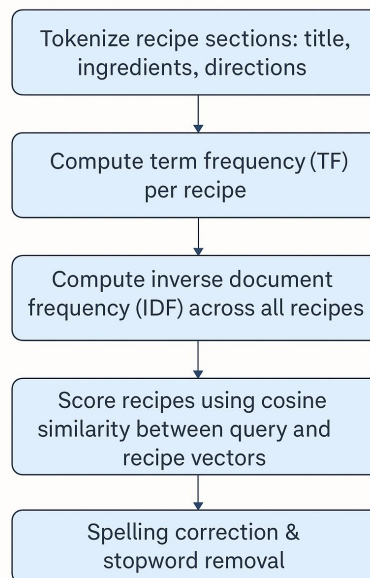 Tokenize recipe sections: title,
ingredients, directions
Compute term frequency (TF)
per recipe
Compute inverse document
frequency (IDF) across all recipes
Score recipes using cosine
similarity between query and
recipe vectors
Spelling correction &
stopword removal